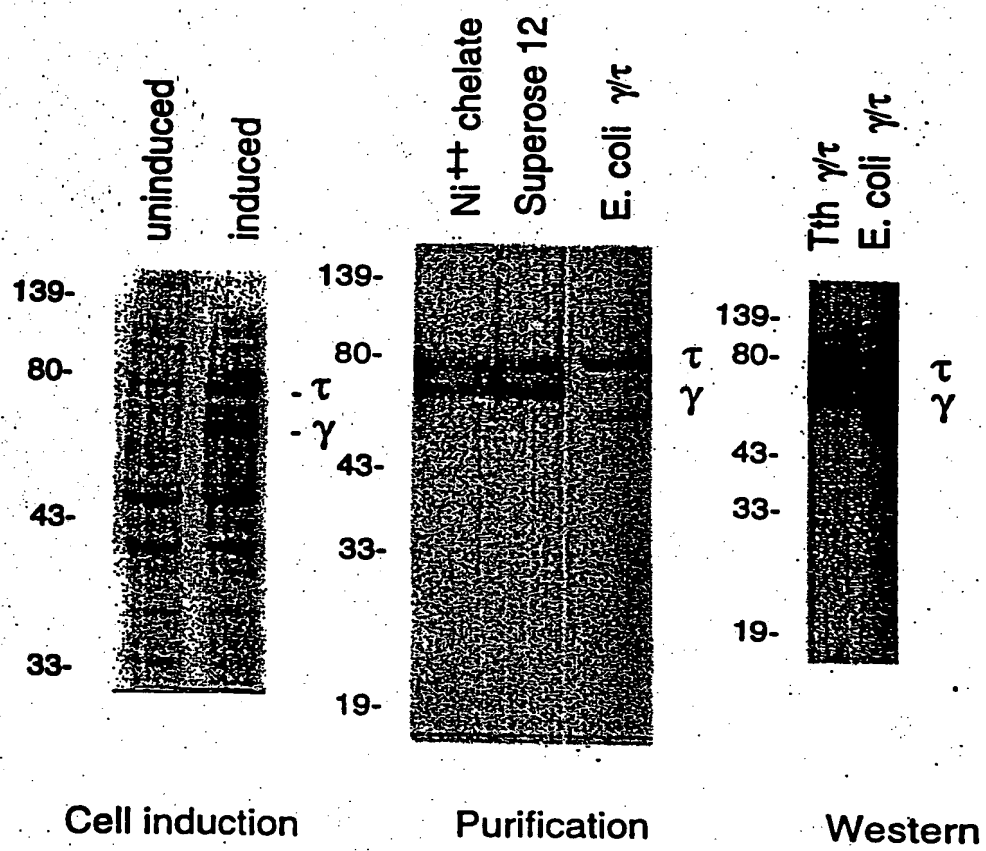 uninduced
induced
139-
80-
43-
33-
- τ
- γ
Cell induction
Ni++ chelate
Superose 12
E. coli γ/τ
139-
80-
43-
33-
19-
τ
γ
Purification
Tth γ/τ
E. coli γ/τ
139-
80-
43-
33-
19-
τ
γ
Western